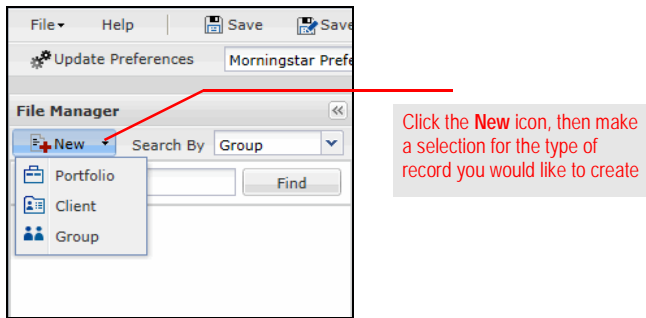 File Help Save Save
Update Preferences Morningstar Prefe
File Manager
New Search By Group
Portfolio Find
Client
Group
Click the New icon, then make
a selection for the type of
record you would like to create